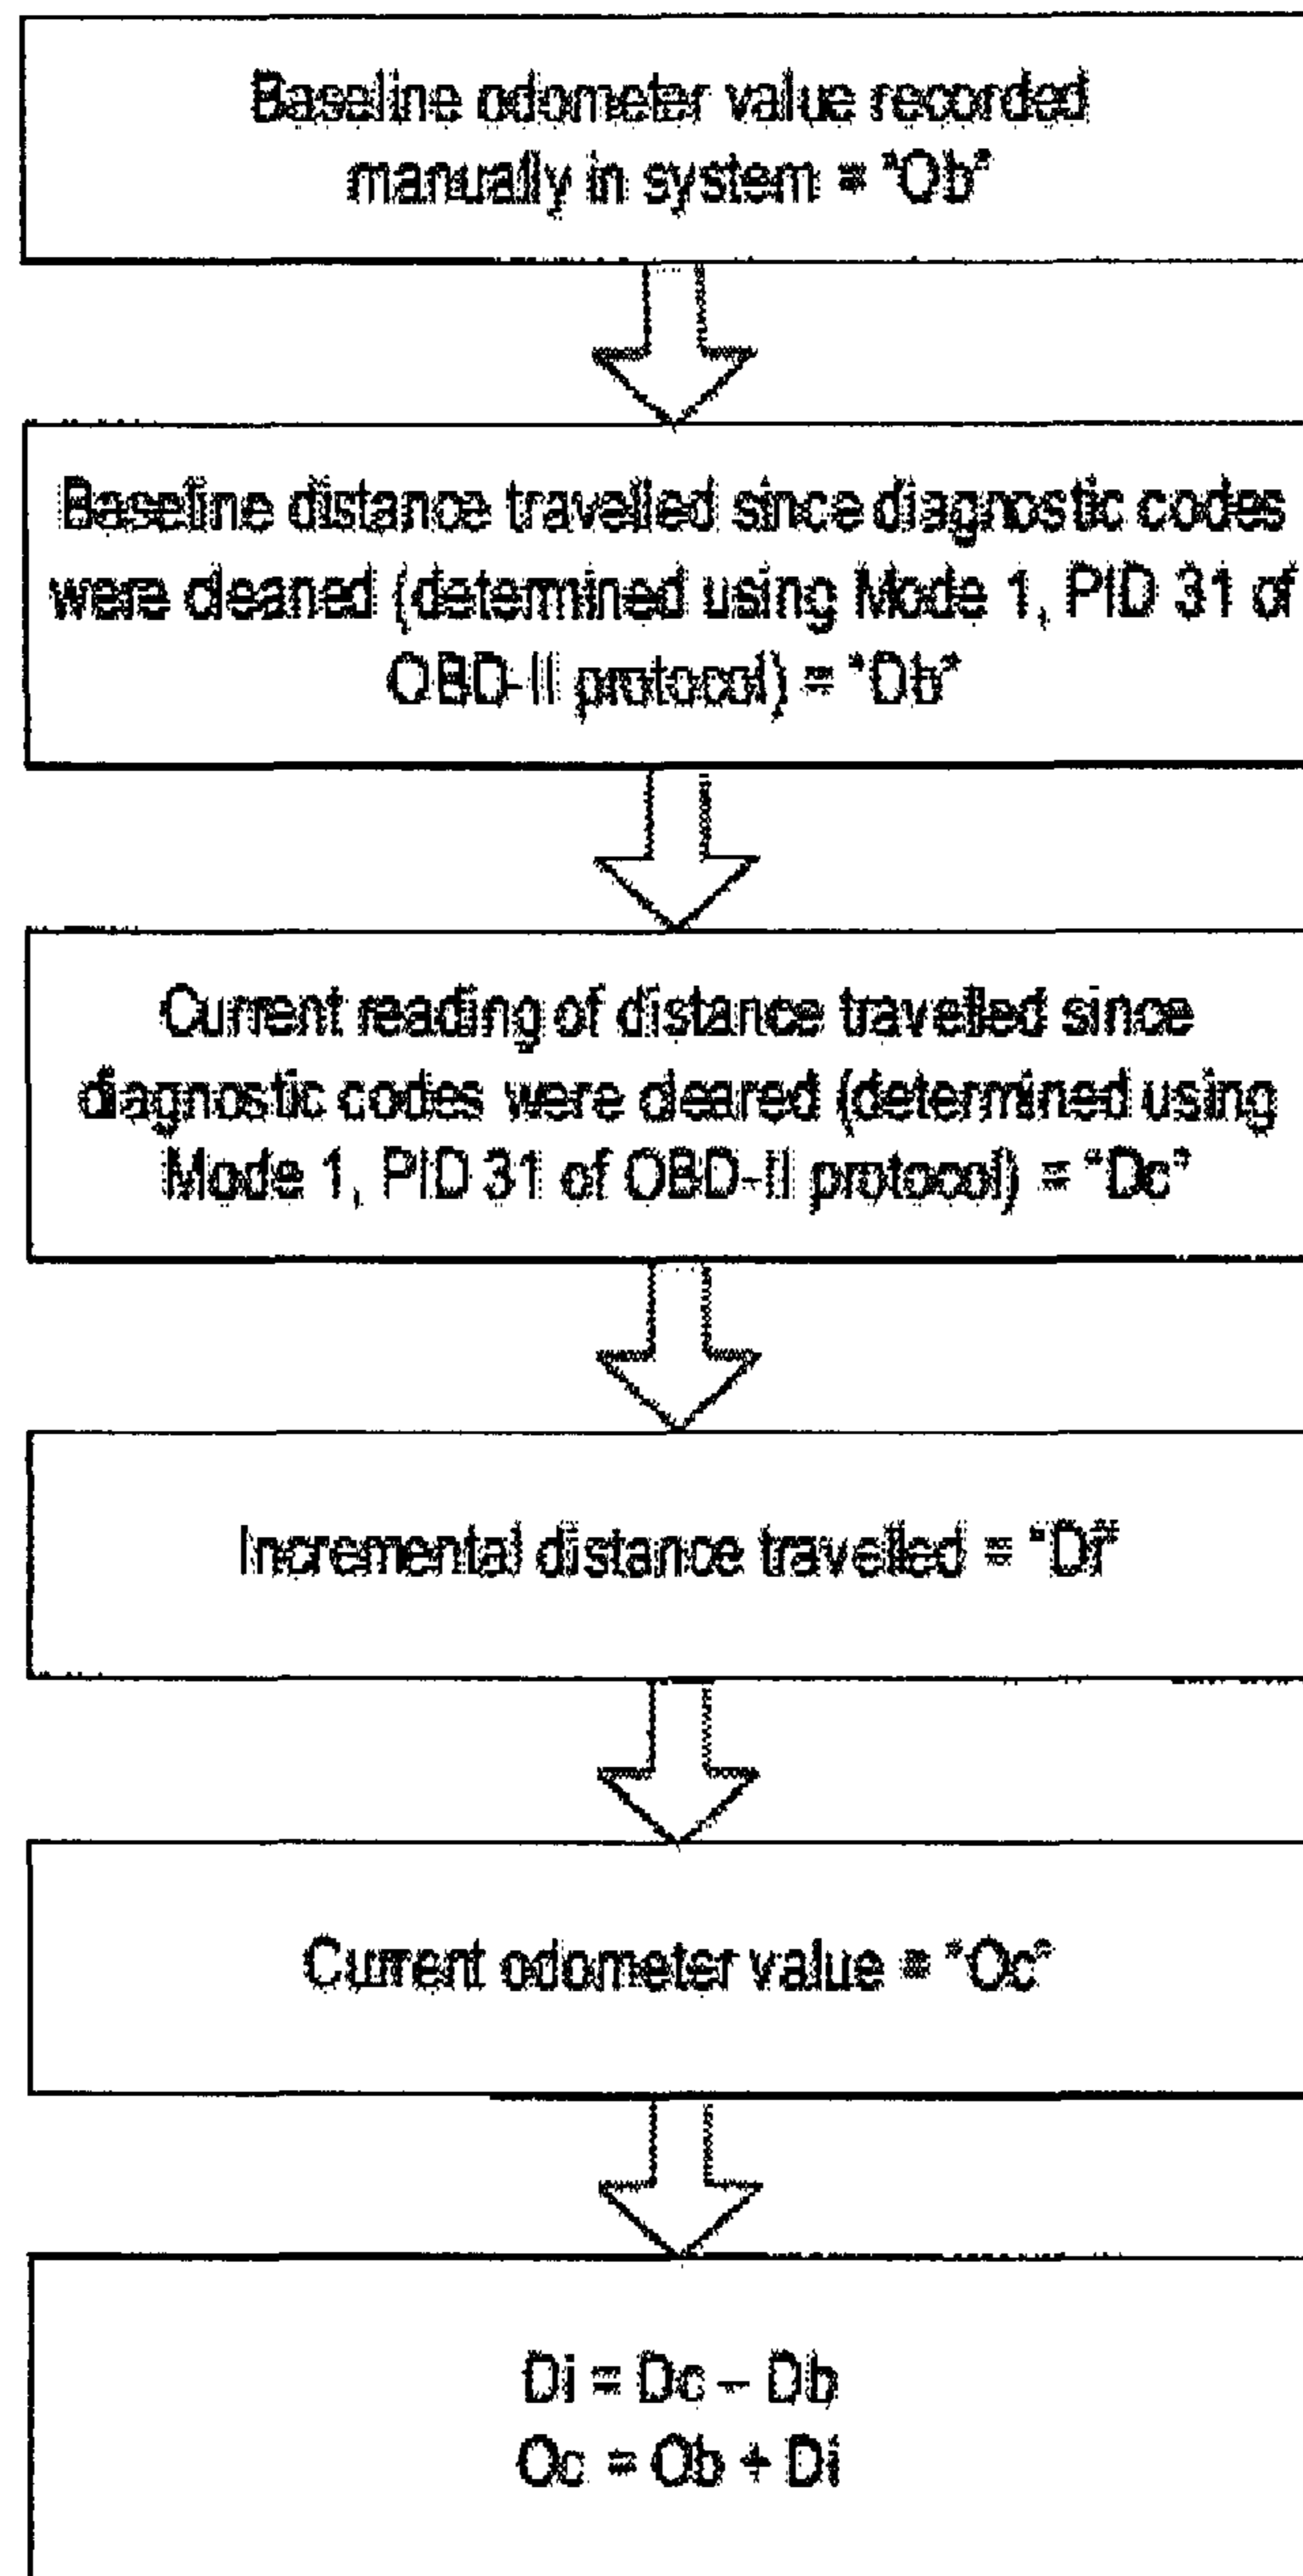 Baseline odometer value recorded
manually in system = "Ob"
Baseline distance travelled since diagnostic codes
were cleared (determined using Mode 1, PID 31 of
OBD-II protocol) = "Db"
Current reading of distance travelled since
diagnostic codes were cleared (determined using
Mode 1, PID 31 of OBD-II protocol) = "Dc"
Incremental distance travelled = "Di"
Current odometer value = "Oc"
Di = Dc – Db
Oc = Ob + Di